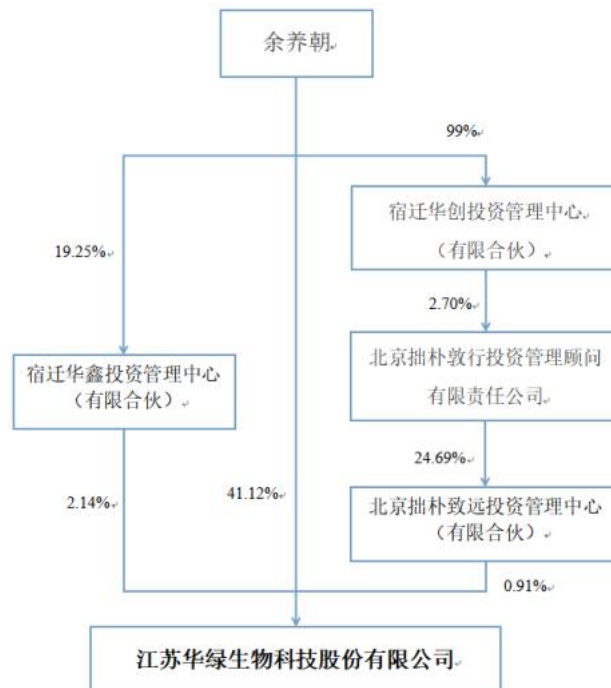 余养朝
99%
宿迁华创投资管理中心
（有限合伙）
19.25%
2.70%
宿迁华鑫投资管理中心
（有限合伙）
北京拙朴敦行投资管理顾问
有限责任公司
24.69%
2.14%
41.12%
北京拙朴致远投资管理中心
（有限合伙）
0.91%
江苏华绿生物科技股份有限公司